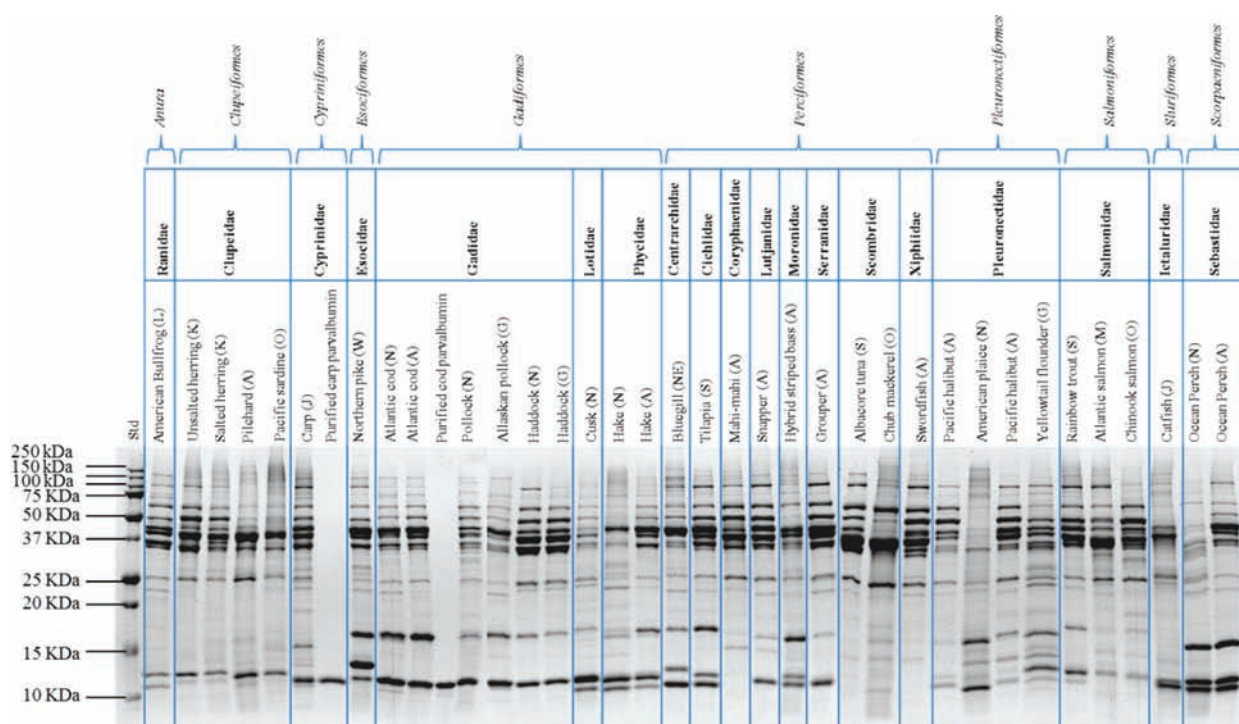 Anura
Clupeiformes
Cypriniformes
Esociformes
Gadiformes
Perciformes
Pleuronectiformes
Salmoniformes
Sluriformes
Scorpaeniformes
Ranidae
Clupeidae
Cyprinidae
Esocidae
Gadidae
Lotidae
Phycidae
Centrarchidae
Cichlidae
Coryphaenidae
Lutjanidae
Moronidae
Serranidae
Scombridae
Xiphiidae
Pleuronectidae
Salmonidae
Ictaluridae
Sebastidae
Std
American Bullfrog (L)
Unsalted herring (K)
Salted herring (K)
Pilchard (A)
Pacific sardine (O)
Carp (J)
Purified carp parvalbumin
Northern pike (W)
Atlantic cod (N)
Atlantic cod (A)
Purified cod parvalbumin
Pollock (N)
Allaskan pollock (G)
Haddock (N)
Haddock (G)
Cusk (N)
Hake (N)
Hake (A)
Bluegill (NE)
Tilapia (S)
Mahi-mahi (A)
Snapper (A)
Hybrid striped bass (A)
Grouper (A)
Albacore tuna (S)
Chub mackerel (O)
Swordfish (A)
Pacific halibut (A)
American plaice (N)
Pacific halibut (A)
Yellowtail flounder (G)
Rainbow trout (S)
Atlantic salmon (M)
Chinook salmon (O)
Catfish (J)
Ocean Perch (N)
Ocean Perch (A)
250 kDa
150 kDa
100 kDa
75 KDa
50 KDa
37 KDa
25 KDa
20 KDa
15 KDa
10 KDa